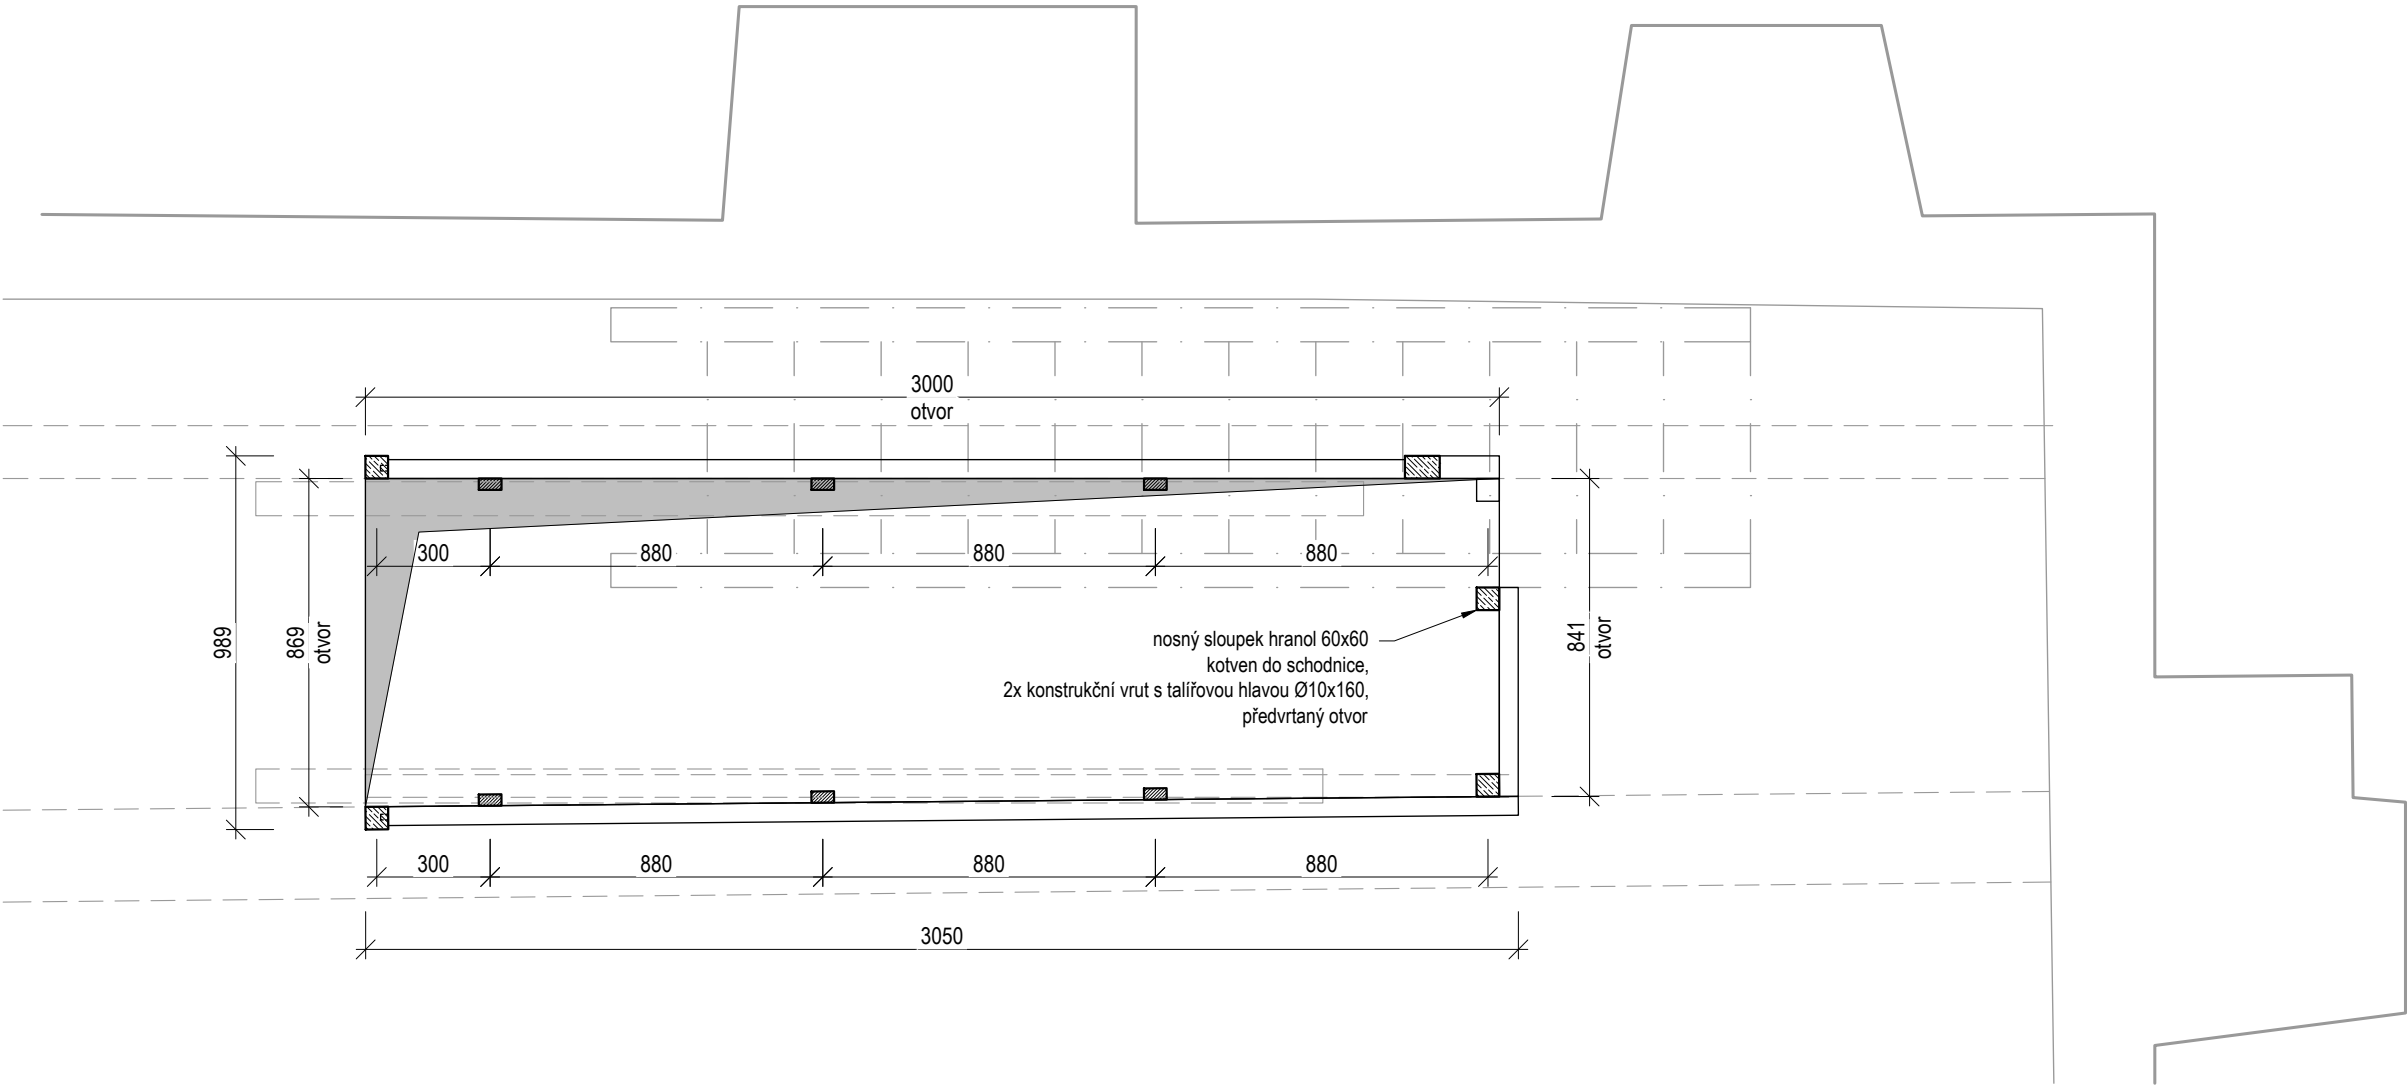 3000
otvor
300
880
880
880
989
869
otvor
841
otvor
nosný sloupek hranol 60x60
kotven do schodnice,
2x konstrukční vrut s talířovou hlavou Ø10x160,
předvrtaný otvor
300
880
880
880
3050